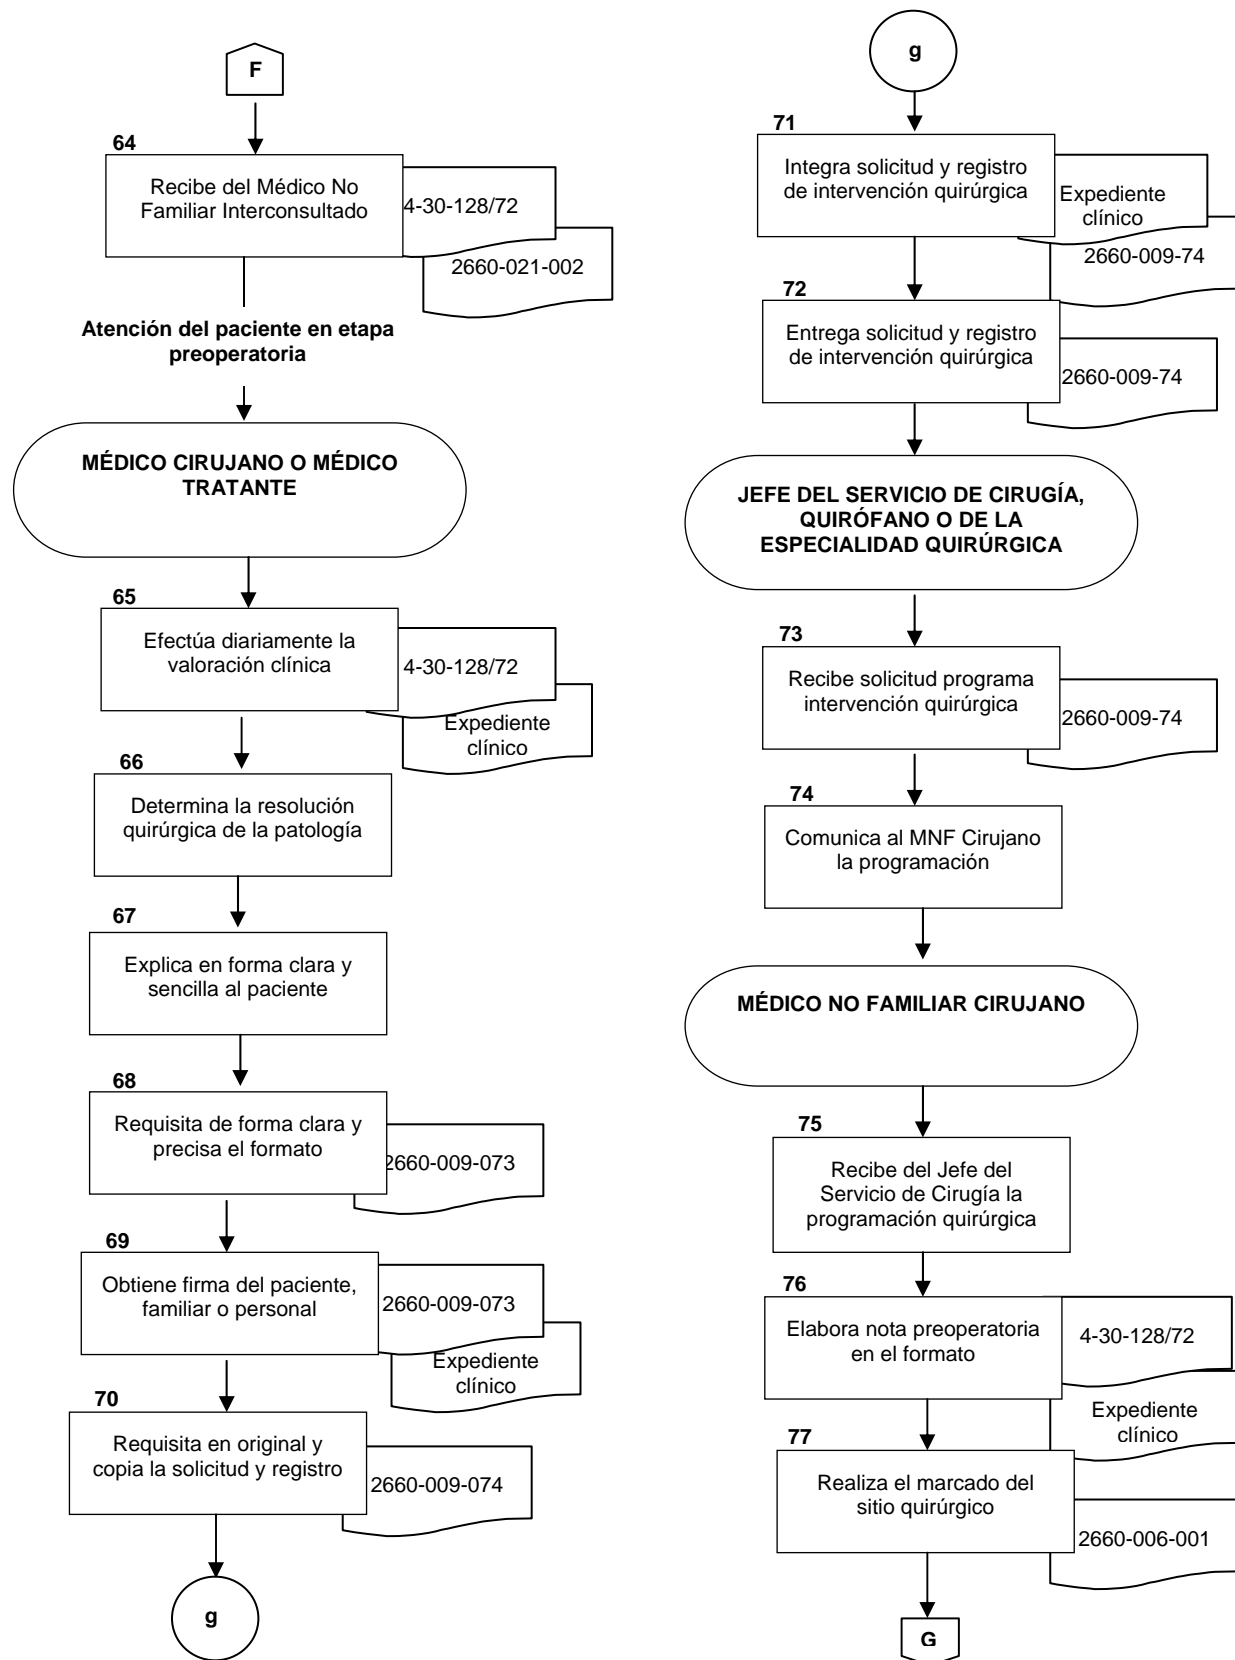 F
64
Recibe del Médico No
Familiar Interconsultado
4-30-128/72
2660-021-002
Atención del paciente en etapa
preoperatoria
MÉDICO CIRUJANO O MÉDICO
TRATANTE
65
Efectúa diariamente la
valoración clínica
4-30-128/72
Expediente
clínico
66
Determina la resolución
quirúrgica de la patología
67
Explica en forma clara y
sencilla al paciente
68
Requisita de forma clara y
precisa el formato
2660-009-073
69
Obtiene firma del paciente,
familiar o personal
2660-009-073
Expediente
clínico
70
Requisita en original y
copia la solicitud y registro
2660-009-074
g
g
71
Integra solicitud y registro
de intervención quirúrgica
Expediente
clínico
2660-009-74
72
Entrega solicitud y registro
de intervención quirúrgica
2660-009-74
JEFE DEL SERVICIO DE CIRUGÍA,
QUIRÓFANO O DE LA
ESPECIALIDAD QUIRÚRGICA
73
Recibe solicitud programa
intervención quirúrgica
2660-009-74
74
Comunica al MNF Cirujano
la programación
MÉDICO NO FAMILIAR CIRUJANO
75
Recibe del Jefe del
Servicio de Cirugía la
programación quirúrgica
76
Elabora nota preoperatoria
en el formato
4-30-128/72
Expediente
clínico
77
Realiza el marcado del
sitio quirúrgico
2660-006-001
G